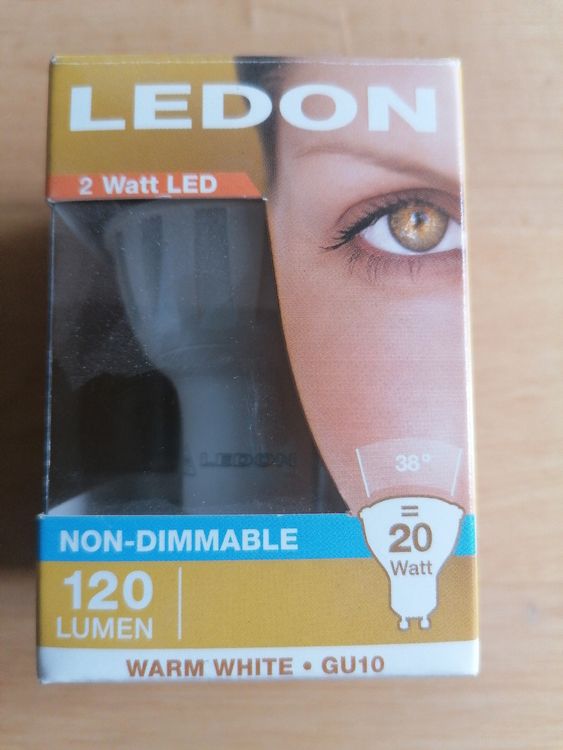 LEDON
2 Watt LED
LEDON
38°
=
20
Watt
NON-DIMMABLE
120
LUMEN
WARM WHITE • GU10